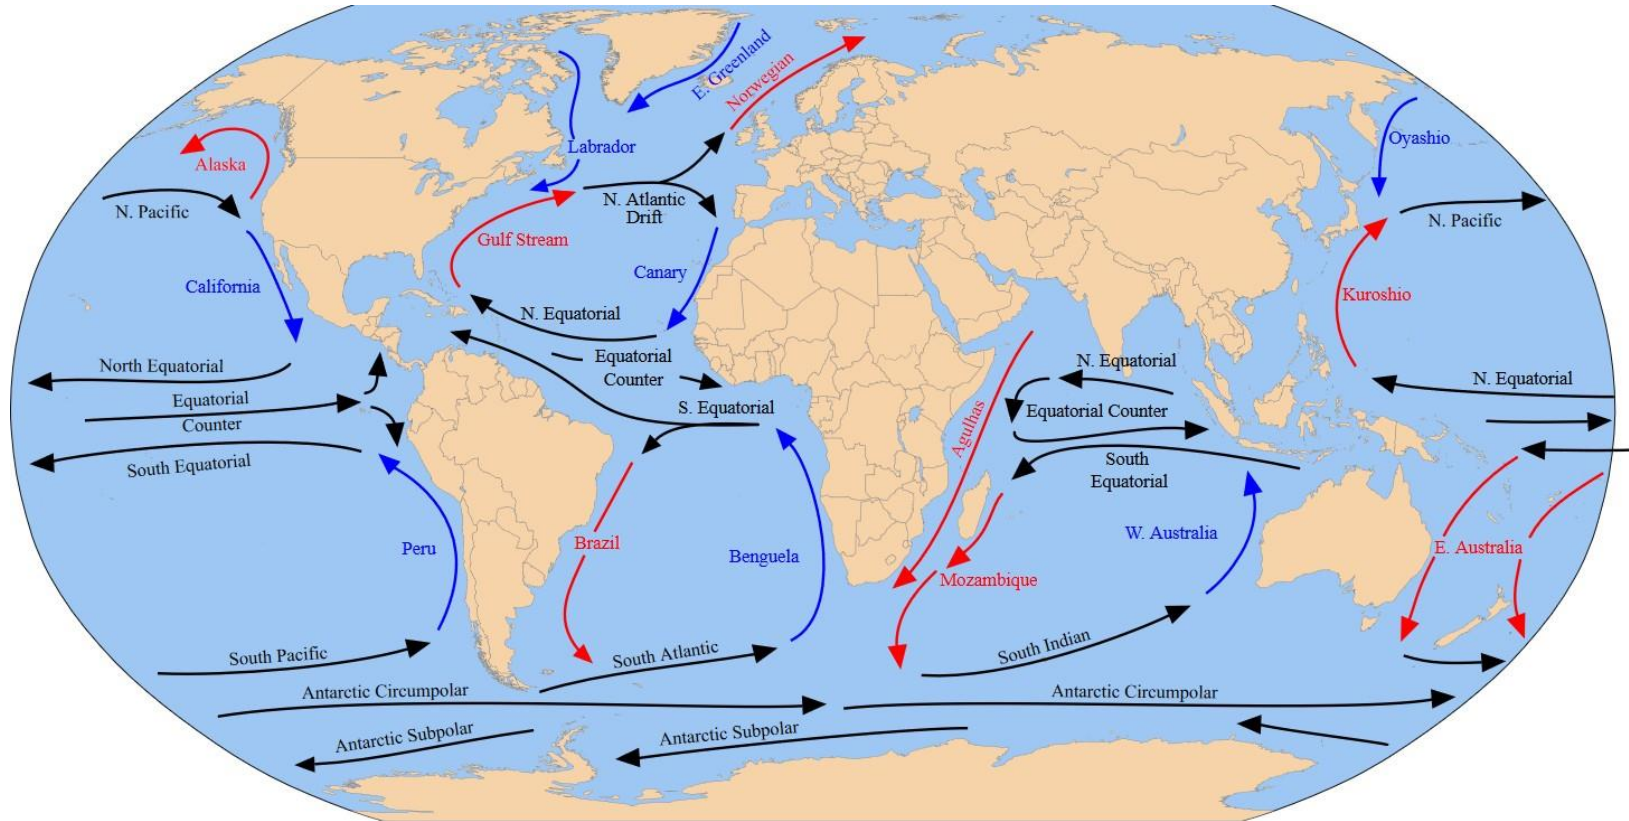 E. Greenland
Norwegian
Labrador
Oyashio
Alaska
N. Pacific
N. Atlantic
Drift
N. Pacific
Gulf Stream
Canary
California
Kuroshio
N. Equatorial
North Equatorial
Equatorial
Counter
N. Equatorial
N. Equatorial
Equatorial
Counter
S. Equatorial
Equatorial Counter
Agulhas
South Equatorial
South
Equatorial
Peru
Brazil
Benguela
W. Australia
E. Australia
Mozambique
South Pacific
South Atlantic
South Indian
Antarctic Circumpolar
Antarctic Circumpolar
Antarctic Subpolar
Antarctic Subpolar